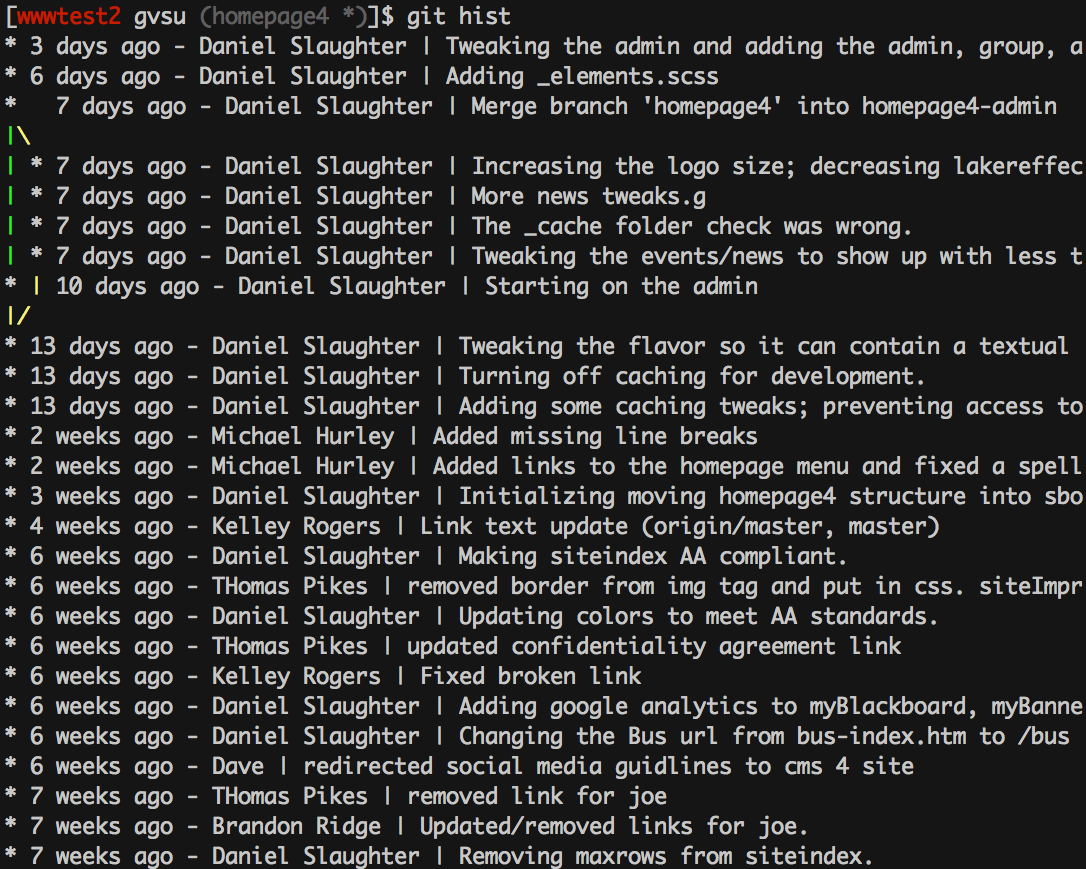 [wwwtest2 gvsu (homepage4 *)]$ git hist
* 3 days ago - Daniel Slaughter | Tweaking the admin and adding the admin, group, a
* 6 days ago - Daniel Slaughter | Adding _elements.scss
*   7 days ago - Daniel Slaughter | Merge branch 'homepage4' into homepage4-admin
|\
| * 7 days ago - Daniel Slaughter | Increasing the logo size; decreasing lakereffec
| * 7 days ago - Daniel Slaughter | More news tweaks.g
| * 7 days ago - Daniel Slaughter | The _cache folder check was wrong.
| * 7 days ago - Daniel Slaughter | Tweaking the events/news to show up with less t
* | 10 days ago - Daniel Slaughter | Starting on the admin
|/
* 13 days ago - Daniel Slaughter | Tweaking the flavor so it can contain a textual
* 13 days ago - Daniel Slaughter | Turning off caching for development.
* 13 days ago - Daniel Slaughter | Adding some caching tweaks; preventing access to
* 2 weeks ago - Michael Hurley | Added missing line breaks
* 2 weeks ago - Michael Hurley | Added links to the homepage menu and fixed a spell
* 3 weeks ago - Daniel Slaughter | Initializing moving homepage4 structure into sbo
* 4 weeks ago - Kelley Rogers | Link text update (origin/master, master)
* 6 weeks ago - Daniel Slaughter | Making siteindex AA compliant.
* 6 weeks ago - THomas Pikes | removed border from img tag and put in css. siteImpr
* 6 weeks ago - Daniel Slaughter | Updating colors to meet AA standards.
* 6 weeks ago - THomas Pikes | updated confidentiality agreement link
* 6 weeks ago - Kelley Rogers | Fixed broken link
* 6 weeks ago - Daniel Slaughter | Adding google analytics to myBlackboard, myBanne
* 6 weeks ago - Daniel Slaughter | Changing the Bus url from bus-index.htm to /bus
* 6 weeks ago - Dave | redirected social media guidlines to cms 4 site
* 7 weeks ago - THomas Pikes | removed link for joe
* 7 weeks ago - Brandon Ridge | Updated/removed links for joe.
* 7 weeks ago - Daniel Slaughter | Removing maxrows from siteindex.